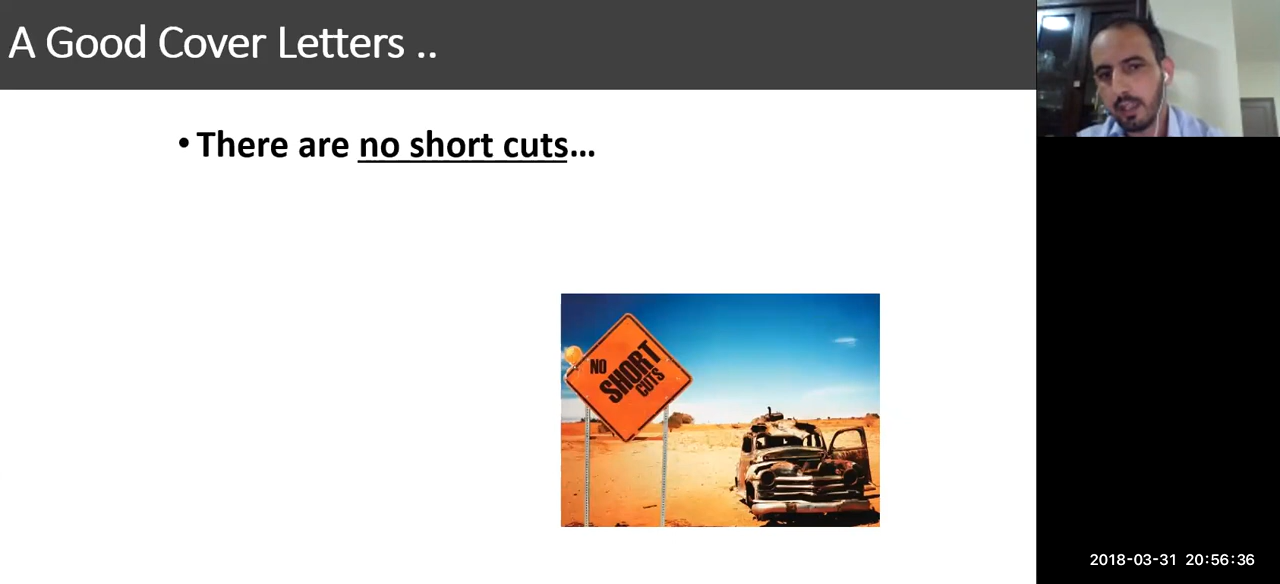 A Good Cover Letters ..
• There are no short cuts...
NO
SHORT
CUTS
2018-03-31 20:56:36